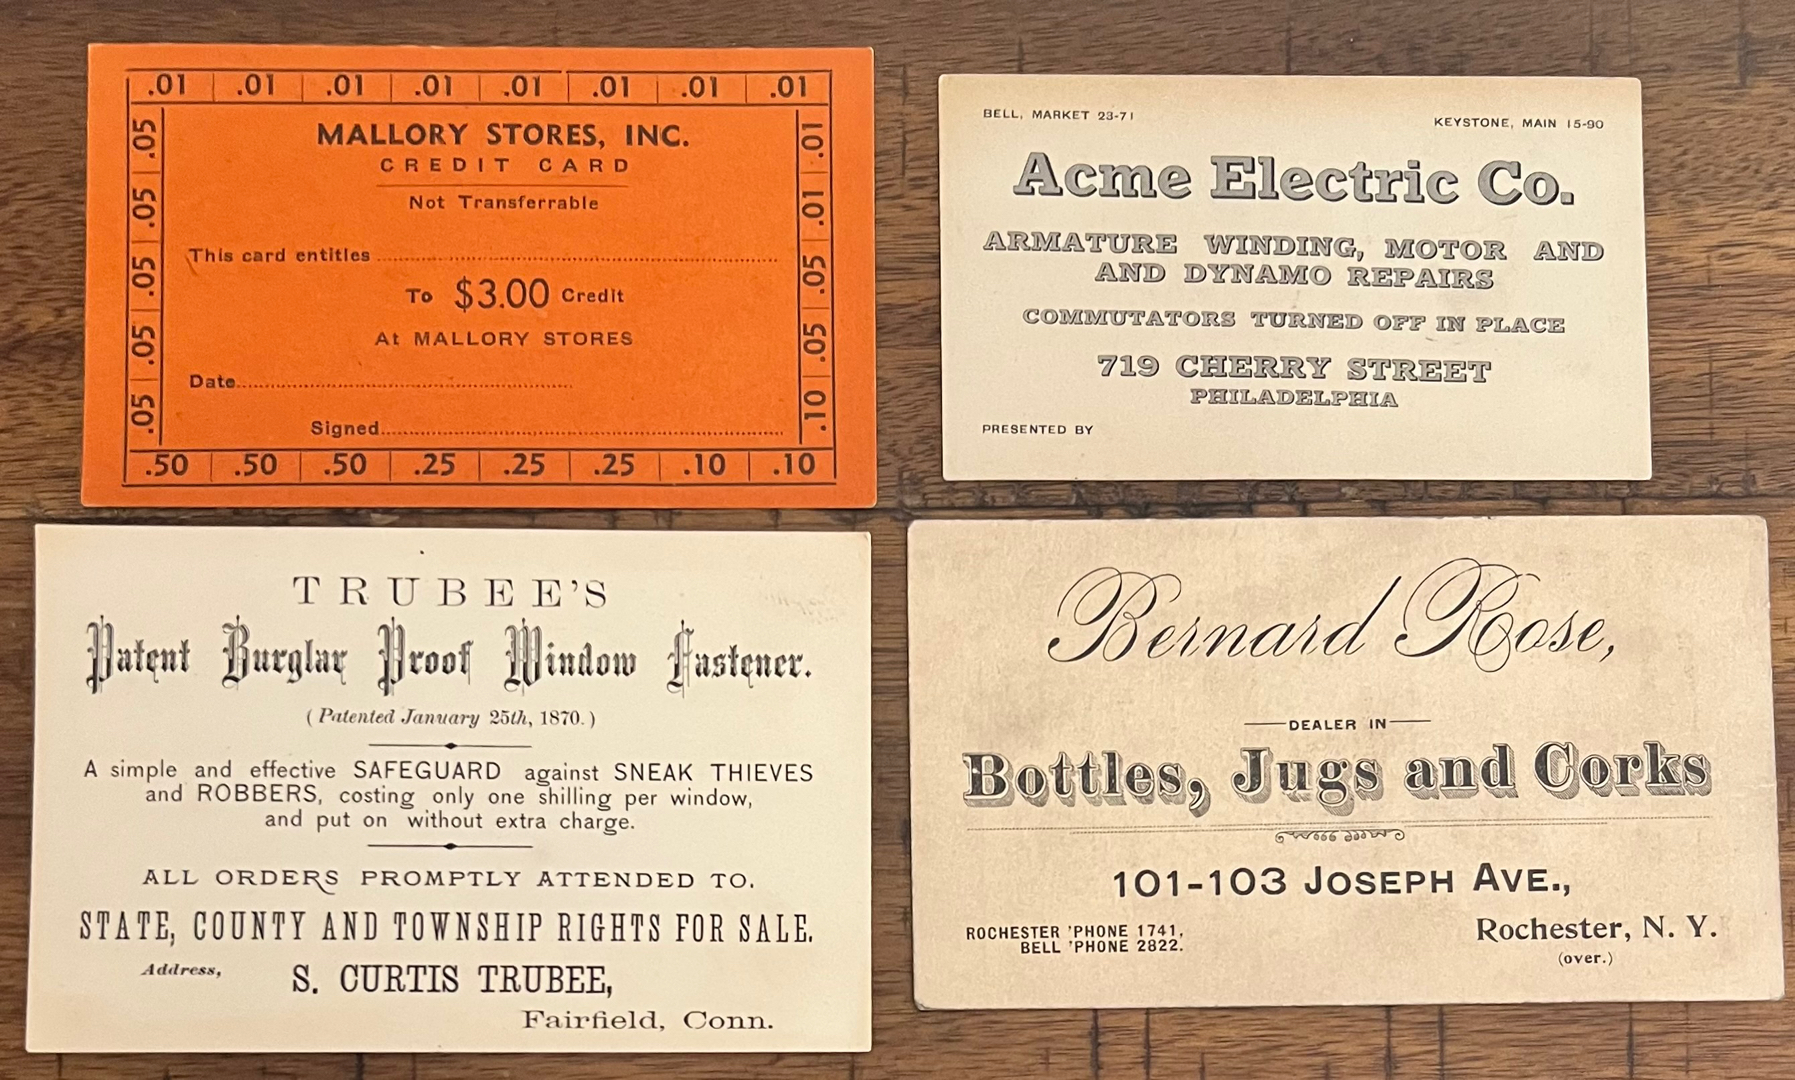 .01 .01 .01 .01 .01 .01 .01 .01
.05 .05 .05 .05 .05
MALLORY STORES, INC.
CREDIT CARD
Not Transferrable
This card entitles
To $3.00 Credit
At MALLORY STORES
Date
Signed
.01 .01 .05 .05 .10
.50 .50 .50 .25 .25 .25 .10 .10
BELL, MARKET 23-71
KEYSTONE, MAIN 15-90
Acme Electric Co.
ARMATURE WINDING, MOTOR AND
AND DYNAMO REPAIRS
COMMUTATORS TURNED OFF IN PLACE
719 CHERRY STREET
PHILADELPHIA
PRESENTED BY
TRUBEE'S
Patent Burglar Proof Window Fastener.
(Patented January 25th, 1870.)
A simple and effective SAFEGUARD against SNEAK THIEVES
and ROBBERS, costing only one shilling per window,
and put on without extra charge.
ALL ORDERS PROMPTLY ATTENDED TO.
STATE, COUNTY AND TOWNSHIP RIGHTS FOR SALE.
Address, S. CURTIS TRUBEE,
Fairfield, Conn.
Bernard Rose,
DEALER IN
Bottles, Jugs and Corks
101-103 JOSEPH AVE.,
ROCHESTER 'PHONE 1741,
BELL 'PHONE 2822.
Rochester, N. Y.
(over.)